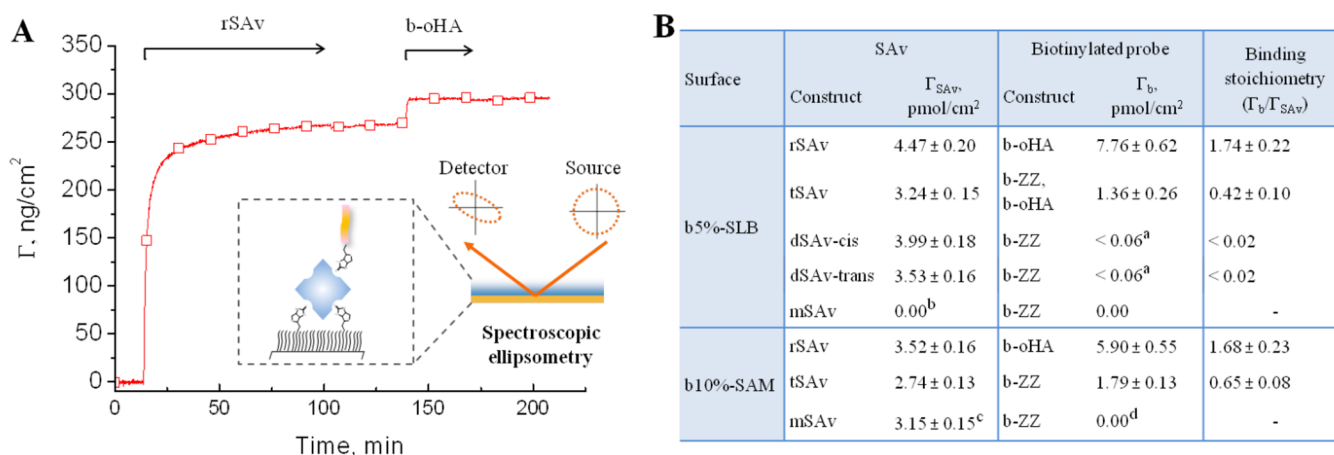 A
rSAv
b-oHA
350
300
250
200
150
100
50
0
Γ, ng/cm²
0
50
100
150
200
Time, min
Detector
Source
Spectroscopic
ellipsometry
B
Surface
SAv
Biotinylated probe
Binding
stoichiometry
(Γb/ΓSAv)
Construct
ΓSAv,
pmol/cm²
Construct
Γb,
pmol/cm²
b5%-SLB
rSAv 4.47 ± 0.20 b-oHA 7.76 ± 0.62 1.74 ± 0.22
tSAv 3.24 ± 0.15 b-ZZ, b-oHA 1.36 ± 0.26 0.42 ± 0.10
dSAv-cis 3.99 ± 0.18 b-ZZ < 0.06ᵃ < 0.02
dSAv-trans 3.53 ± 0.16 b-ZZ < 0.06ᵃ < 0.02
mSAv 0.00ᵇ b-ZZ 0.00 -
b10%-SAM
rSAv 3.52 ± 0.16 b-oHA 5.90 ± 0.55 1.68 ± 0.23
tSAv 2.74 ± 0.13 b-ZZ 1.79 ± 0.13 0.65 ± 0.08
mSAv 3.15 ± 0.15ᶜ b-ZZ 0.00ᵈ -